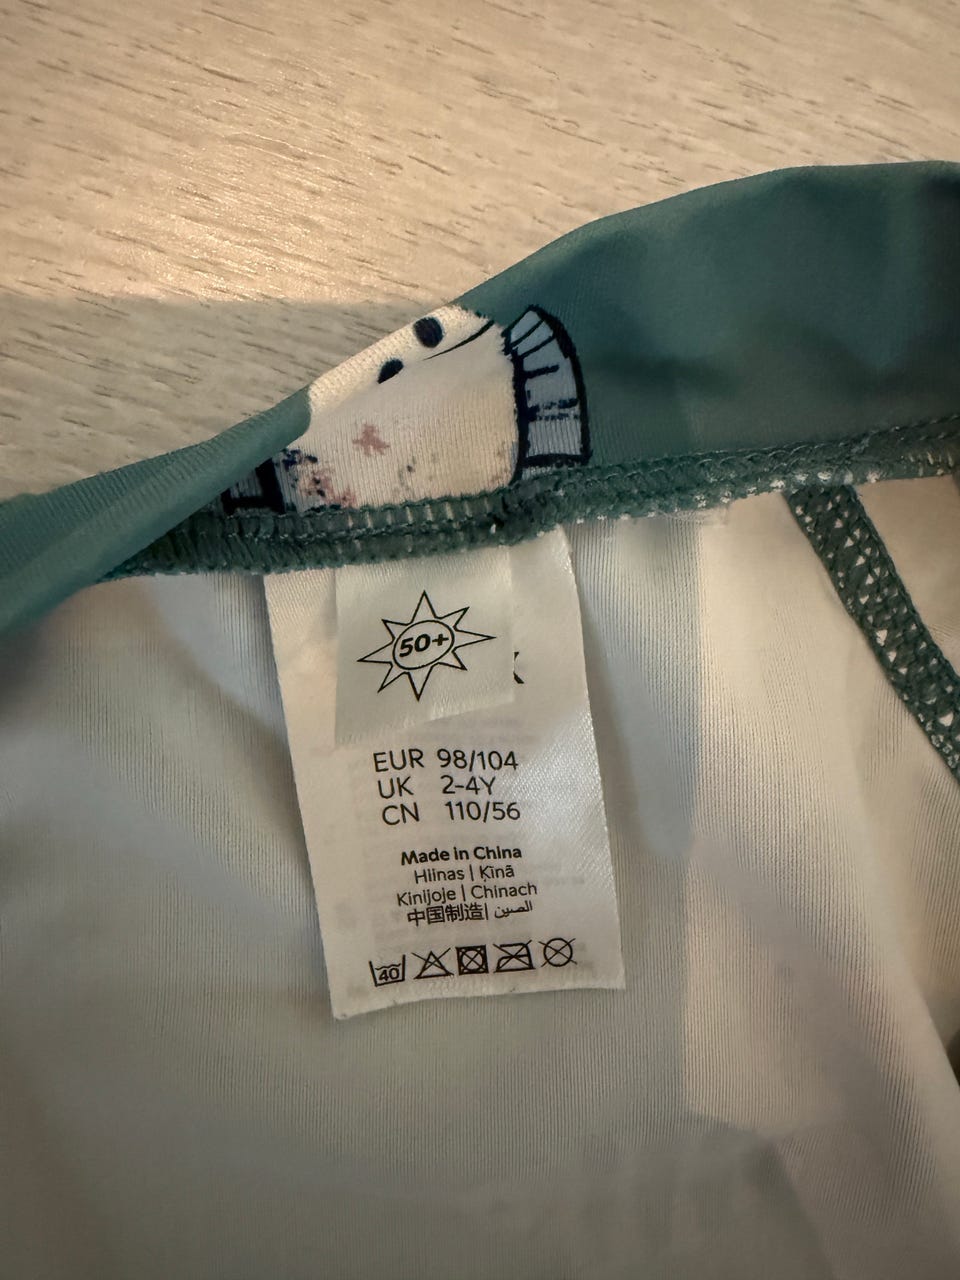 50+
EUR 98/104
UK 2-4Y
CN 110/56
Made in China
Hiinas | Ķīnā
Kinijoje | Chinach
中国制造| الصين
40